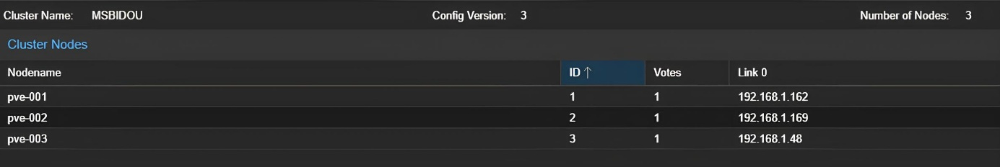 Cluster Name: MSBIDOU Config Version: 3 Number of Nodes: 3
Cluster Nodes
Nodename ID ↑ Votes Link 0
pve-001 1 1 192.168.1.162
pve-002 2 1 192.168.1.169
pve-003 3 1 192.168.1.48